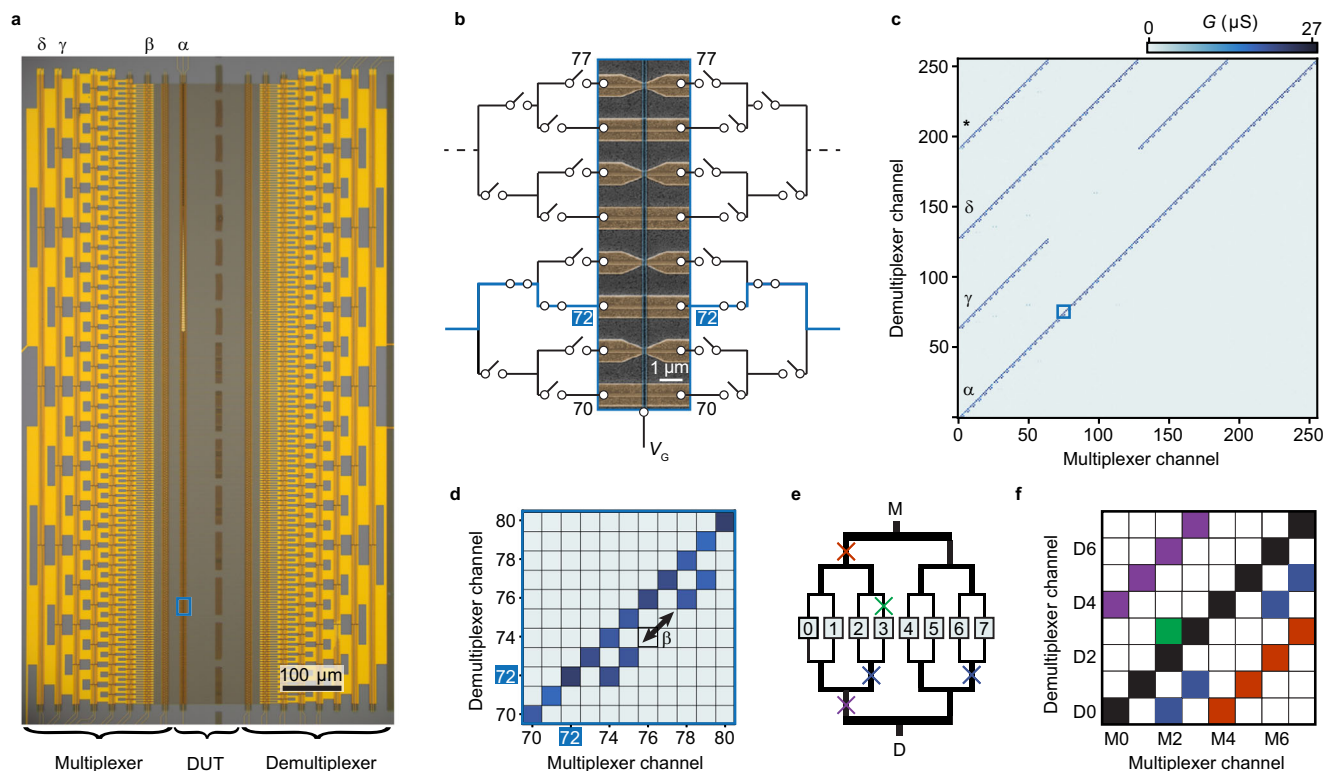 a
δ γ β α
100 µm
Multiplexer DUT Demultiplexer
b
77 77
72 72
1 µm
70 70
V_G
c
G (µS)
0 27
250
200
150
100
50
*
δ
γ
α
Demultiplexer channel
0 50 100 150 200 250
Multiplexer channel
d
80
78
76
74
72
70
β
Demultiplexer channel
70 72 74 76 78 80
Multiplexer channel
e
M
0 1 2 3 4 5 6 7
D
f
D6
D4
D2
D0
Demultiplexer channel
M0 M2 M4 M6
Multiplexer channel